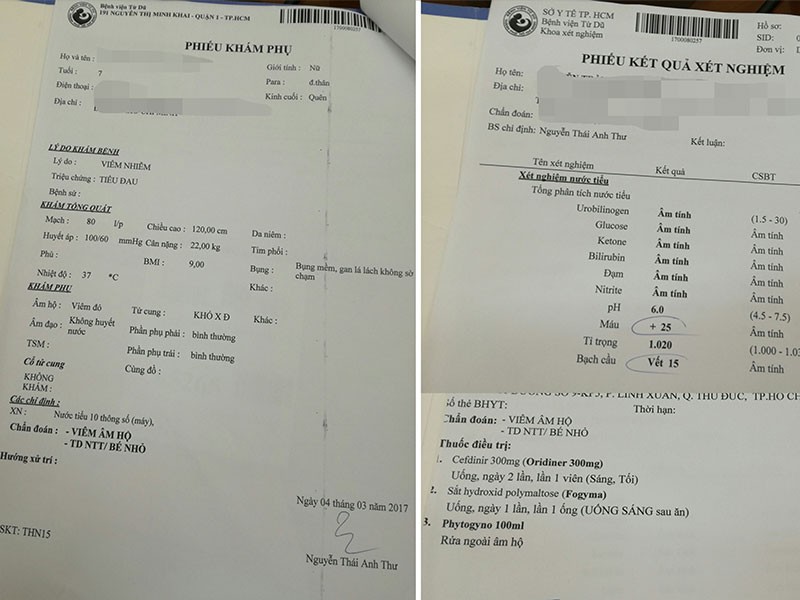 Bệnh viện Từ Dũ
191 NGUYỄN THỊ MINH KHAI - QUẬN 1 - TP.HCM
1700080257
PHIẾU KHÁM PHỤ
Họ và tên :
Giới tính : Nữ
Tuổi : 7
Para : đ.thân
Điện thoại :
Kinh cuối : Quên
Địa chỉ :
LÝ DO KHÁM BỆNH
Lý do : VIÊM NHIỄM
Triệu chứng : TIỂU ĐAU
Bệnh sử :
KHÁM TỔNG QUÁT
Mạch : 80 l/p Chiều cao : 120,00 cm Da niêm :
Huyết áp : 100/60 mmHg Cân nặng : 22,00 kg Tim phổi :
Phù : BMI : 9,00 Bụng : Bụng mềm, gan lá lách không sờ chạm
Nhiệt độ : 37 °C Khác :
KHÁM PHỤ
Âm hộ : Viêm đỏ Tử cung : KHÓ X Đ Khác :
Âm đạo : Không huyết nước Phần phụ phải : bình thường
TSM : Phần phụ trái : bình thường
Cổ tử cung Cùng đồ :
KHÔNG
KHÁM :
Các chỉ định :
XN : Nước tiểu 10 thông số (máy),
Chẩn đoán : - VIÊM ÂM HỘ
- TD NTT/ BÉ NHỎ
Hướng xử trí :
Ngày 04 tháng 03 năm 2017
Nguyễn Thái Anh Thư
SKT: THN15
SỞ Y TẾ TP. HCM
Bệnh viện Từ Dũ
Khoa xét nghiệm
1700080257
Hồ sơ:
SID:
Đơn vị:
PHIẾU KẾT QUẢ XÉT NGHIỆM
Họ tên:
Địa chỉ:
Chẩn đoán:
BS chỉ định: Nguyễn Thái Anh Thư
Kết luận:
Tên xét nghiệm Kết quả CSBT
Xét nghiệm nước tiểu
Tổng phân tích nước tiểu
Urobilinogen Âm tính (1.5 - 30)
Glucose Âm tính Âm tính
Ketone Âm tính Âm tính
Bilirubin Âm tính Âm tính
Đạm Âm tính Âm tính
Nitrite Âm tính Âm tính
pH 6.0 (4.5 - 7.5)
Máu + 25 Âm tính
Tỉ trọng 1.020 (1.000 - 1.03
Bạch cầu Vết 15 Âm tính
P. LINH XUÂN, Q. THỦ ĐỨC, TP.HỒ CH
Số thẻ BHYT: Thời hạn:
Chẩn đoán: - VIÊM ÂM HỘ
- TD NTT/ BÉ NHỎ
Thuốc điều trị:
1. Cefdinir 300mg (Oridiner 300mg)
Uống, ngày 2 lần, lần 1 viên (Sáng, Tối)
2. Sắt hydroxid polymaltose (Fogyma)
Uống, ngày 1 lần, lần 1 ống (UỐNG SÁNG sau ăn)
3. Phytogyno 100ml
Rửa ngoài âm hộ